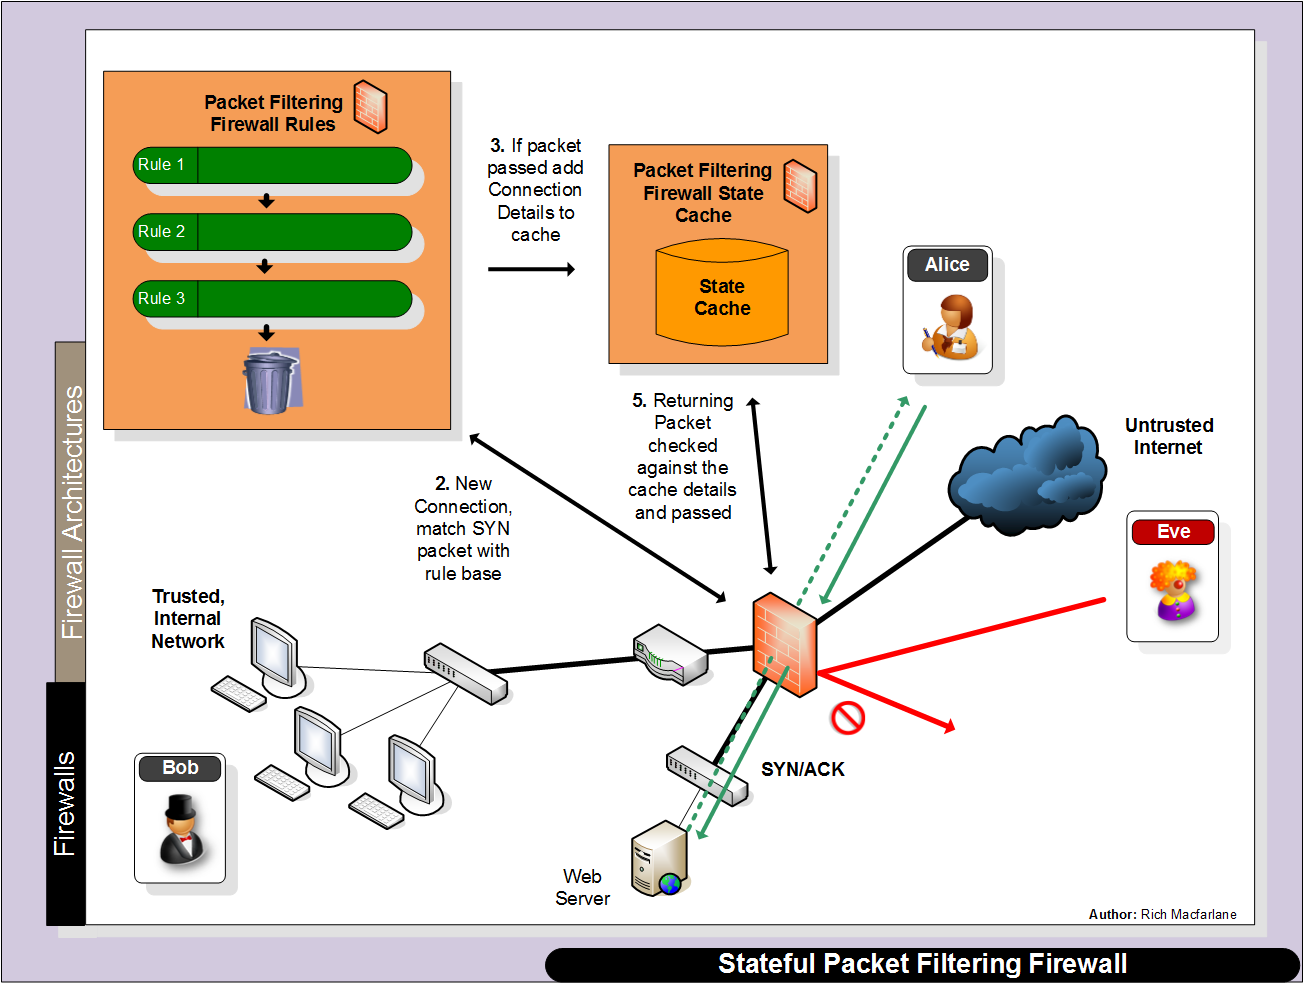 Packet Filtering
Firewall Rules
Rule 1
Rule 2
Rule 3
3. If packet
passed add
Connection
Details to
cache
Packet Filtering
Firewall State
Cache
State
Cache
Alice
5. Returning
Packet
checked
against the
cache details
and passed
Untrusted
Internet
2. New
Connection,
match SYN
packet with
rule base
Eve
Trusted,
Internal
Network
Bob
SYN/ACK
Web
Server
Firewall Architectures
Firewalls
Author: Rich Macfarlane
Stateful Packet Filtering Firewall